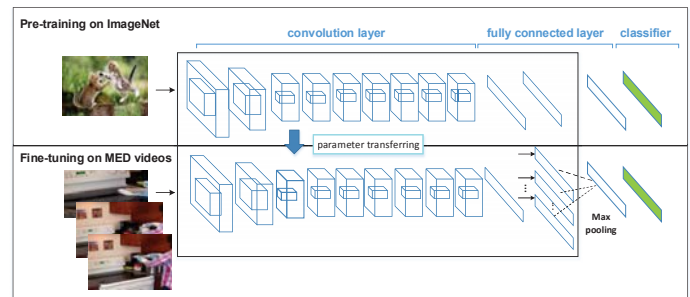 Pre-training on ImageNet
convolution layer
fully connected layer
classifier
parameter transferring
Fine-tuning on MED videos
Max
pooling